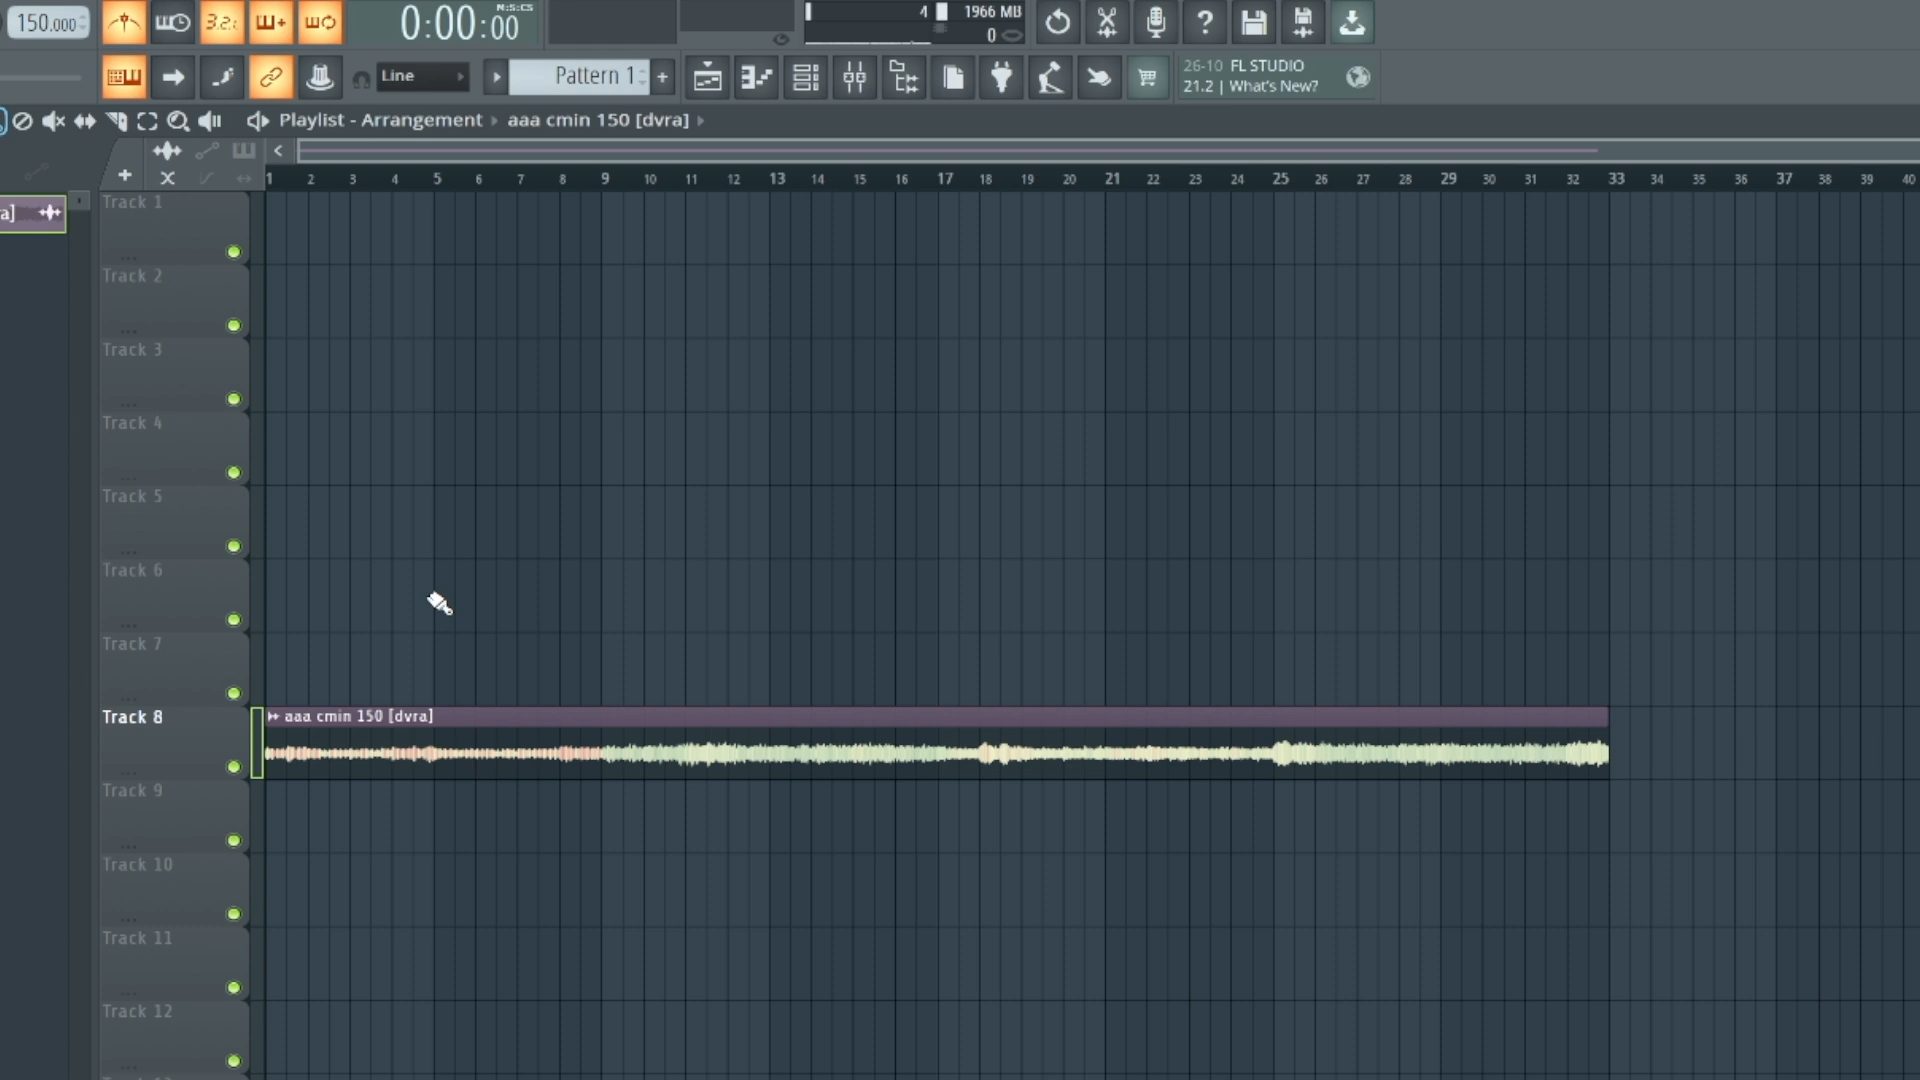 150.000
3.2:
0:00:00
M:S:CS
4
1966 MB
0
Line
Pattern 1
26-10 FL STUDIO
21.2 | What's New?
Playlist - Arrangement
aaa cmin 150 [dvra]
1 2 3 4 5 6 7 8 9 10 11 12 13 14 15 16 17 18 19 20 21 22 23 24 25 26 27 28 29 30 31 32 33 34 35 36 37 38 39 40
a]
Track 1
Track 2
Track 3
Track 4
Track 5
Track 6
Track 7
Track 8
aaa cmin 150 [dvra]
Track 9
Track 10
Track 11
Track 12